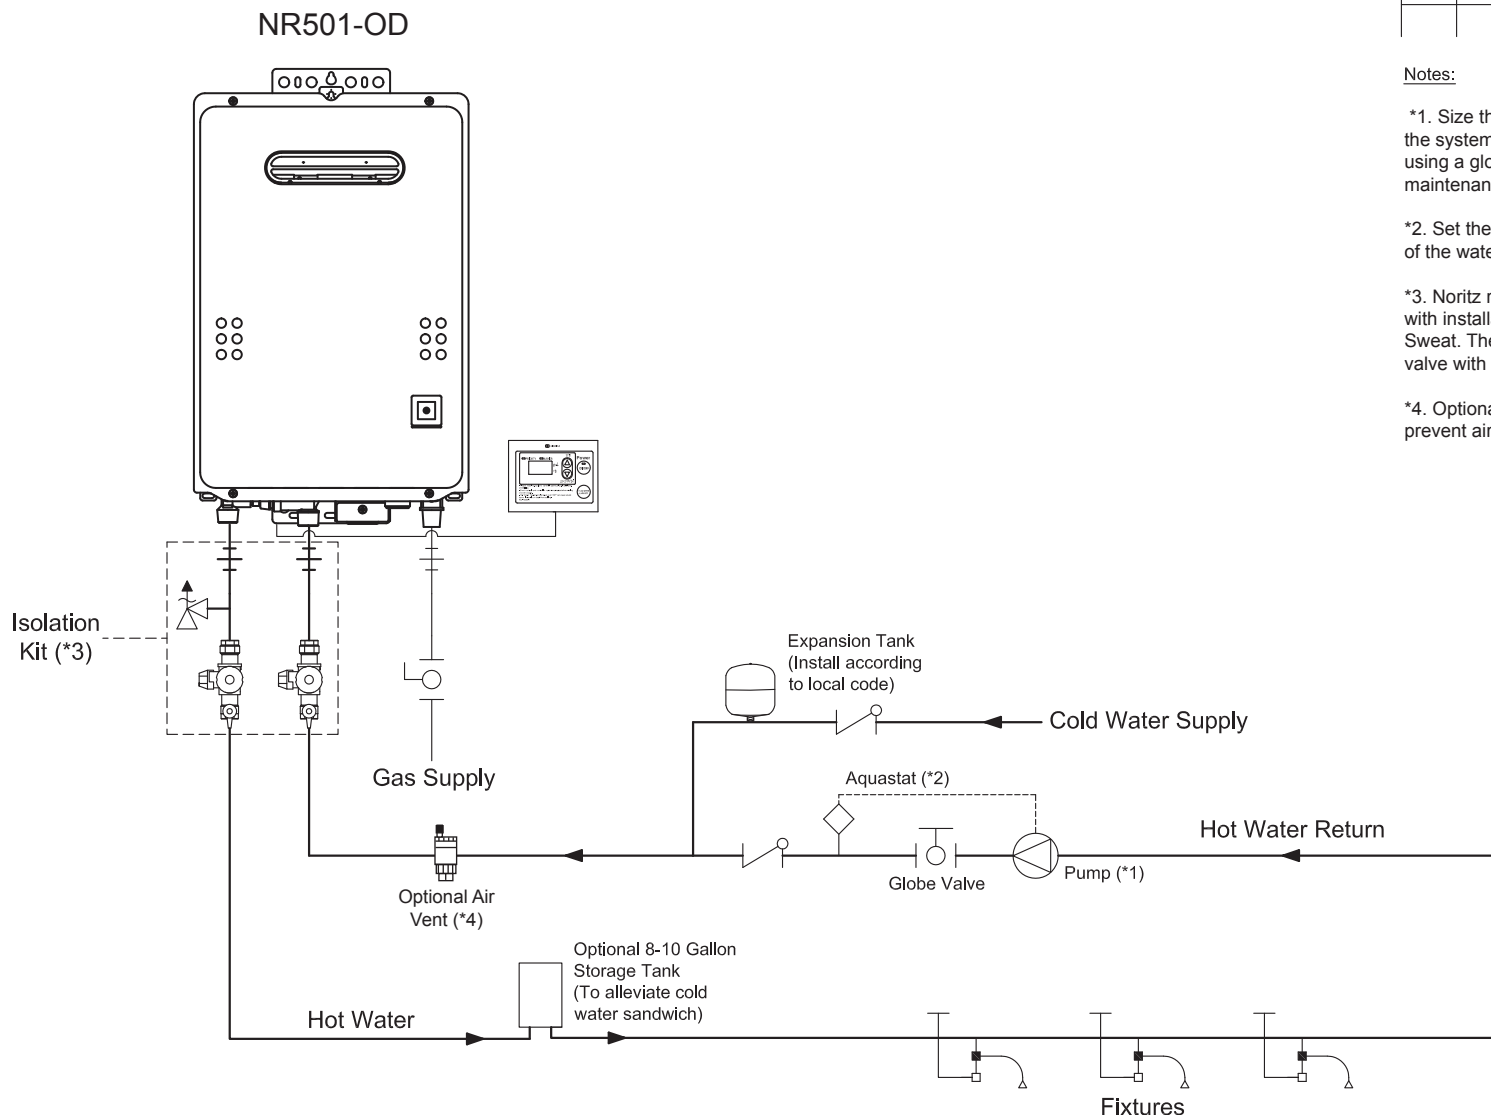 NR501-OD
Notes:
*1. Size th
the system
using a glo
maintenan
*2. Set the
of the wate
*3. Noritz r
with install
Sweat. The
valve with
*4. Optiona
prevent air
Power
Isolation
Kit (*3)
Gas Supply
Expansion Tank
(Install according
to local code)
Cold Water Supply
Aquastat (*2)
Hot Water Return
Globe Valve
Pump (*1)
Optional Air
Vent (*4)
Optional 8-10 Gallon
Storage Tank
(To alleviate cold
water sandwich)
Hot Water
Fixtures